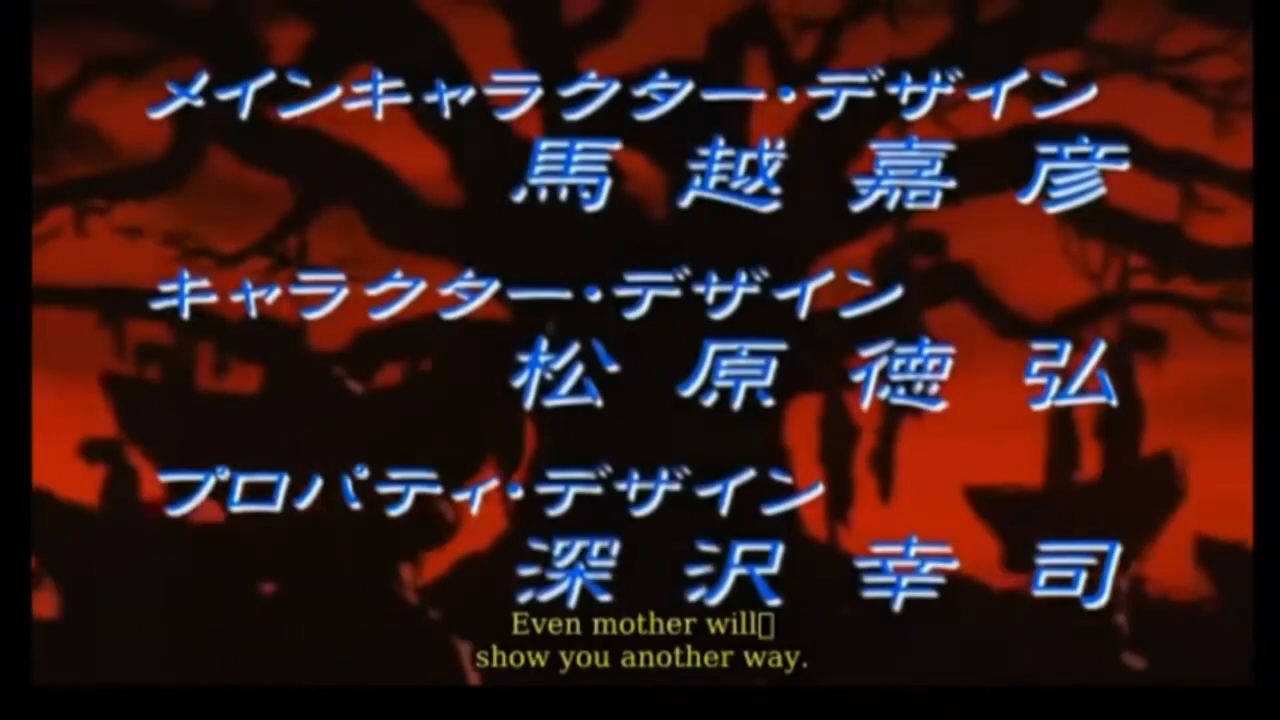 メインキャラクター・デザイン
馬越嘉彦
キャラクター・デザイン
松原徳弘
プロパティ・デザイン
深沢幸司
Even mother will
show you another way.